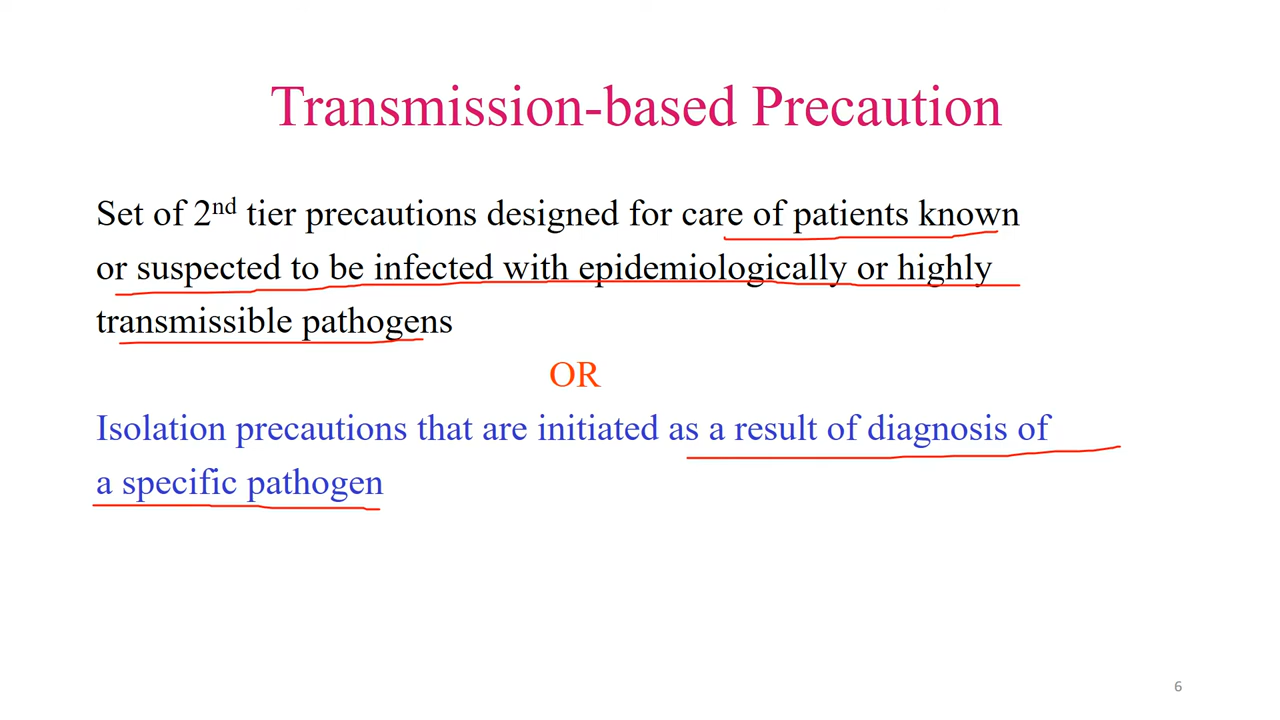 Transmission-based Precaution
Set of 2nd tier precautions designed for care of patients known
or suspected to be infected with epidemiologically or highly
transmissible pathogens
OR
Isolation precautions that are initiated as a result of diagnosis of
a specific pathogen
6